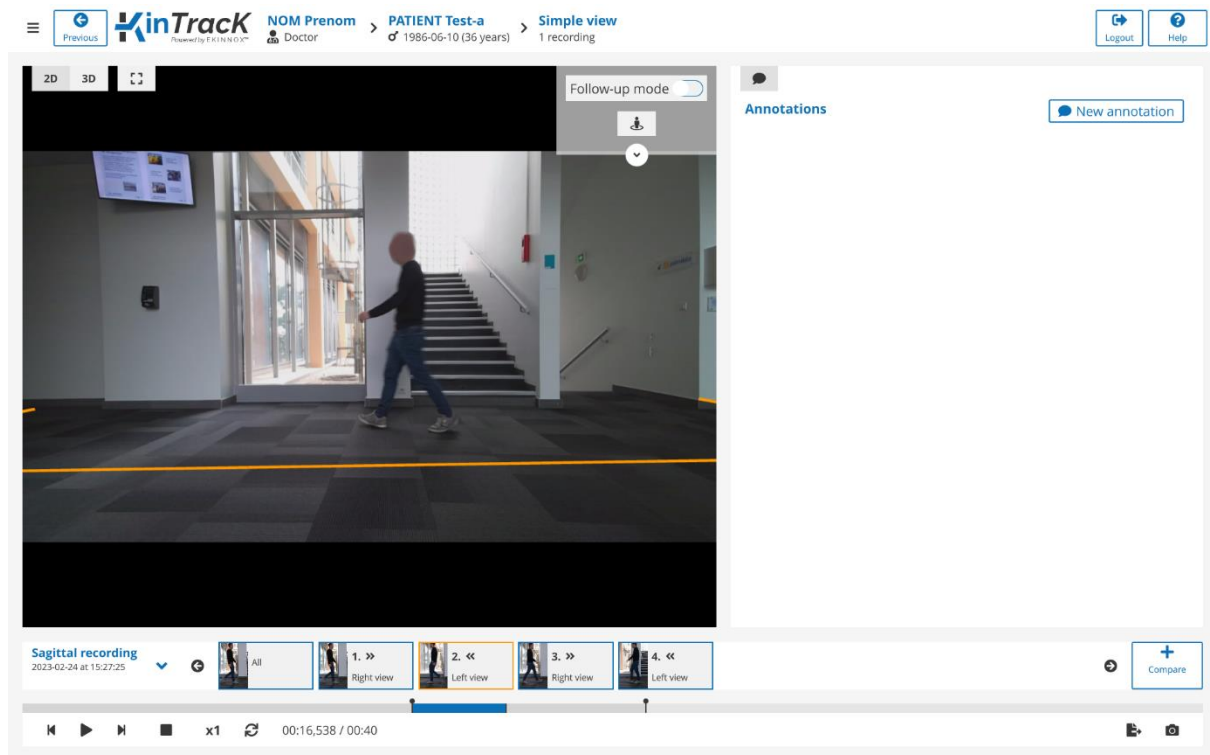 Previous
KinTracK
Powered by EKINNOX™
NOM Prenom
Doctor
PATIENT Test-a
1986-06-10 (36 years)
Simple view
1 recording
Logout
Help
2D 3D
Follow-up mode
Annotations
New annotation
Sagittal recording
2023-02-24 at 15:27:25
All
1. »
Right view
2. «
Left view
3. »
Right view
4. «
Left view
Compare
x1
00:16,538 / 00:40